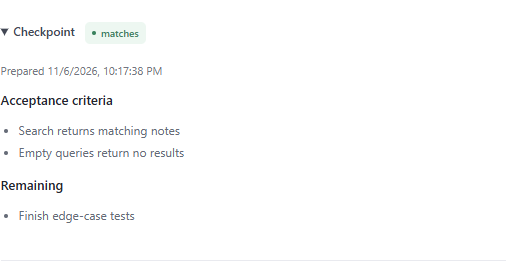 Checkpoint matches
Prepared 11/6/2026, 10:17:38 PM
Acceptance criteria
Search returns matching notes
Empty queries return no results
Remaining
Finish edge-case tests